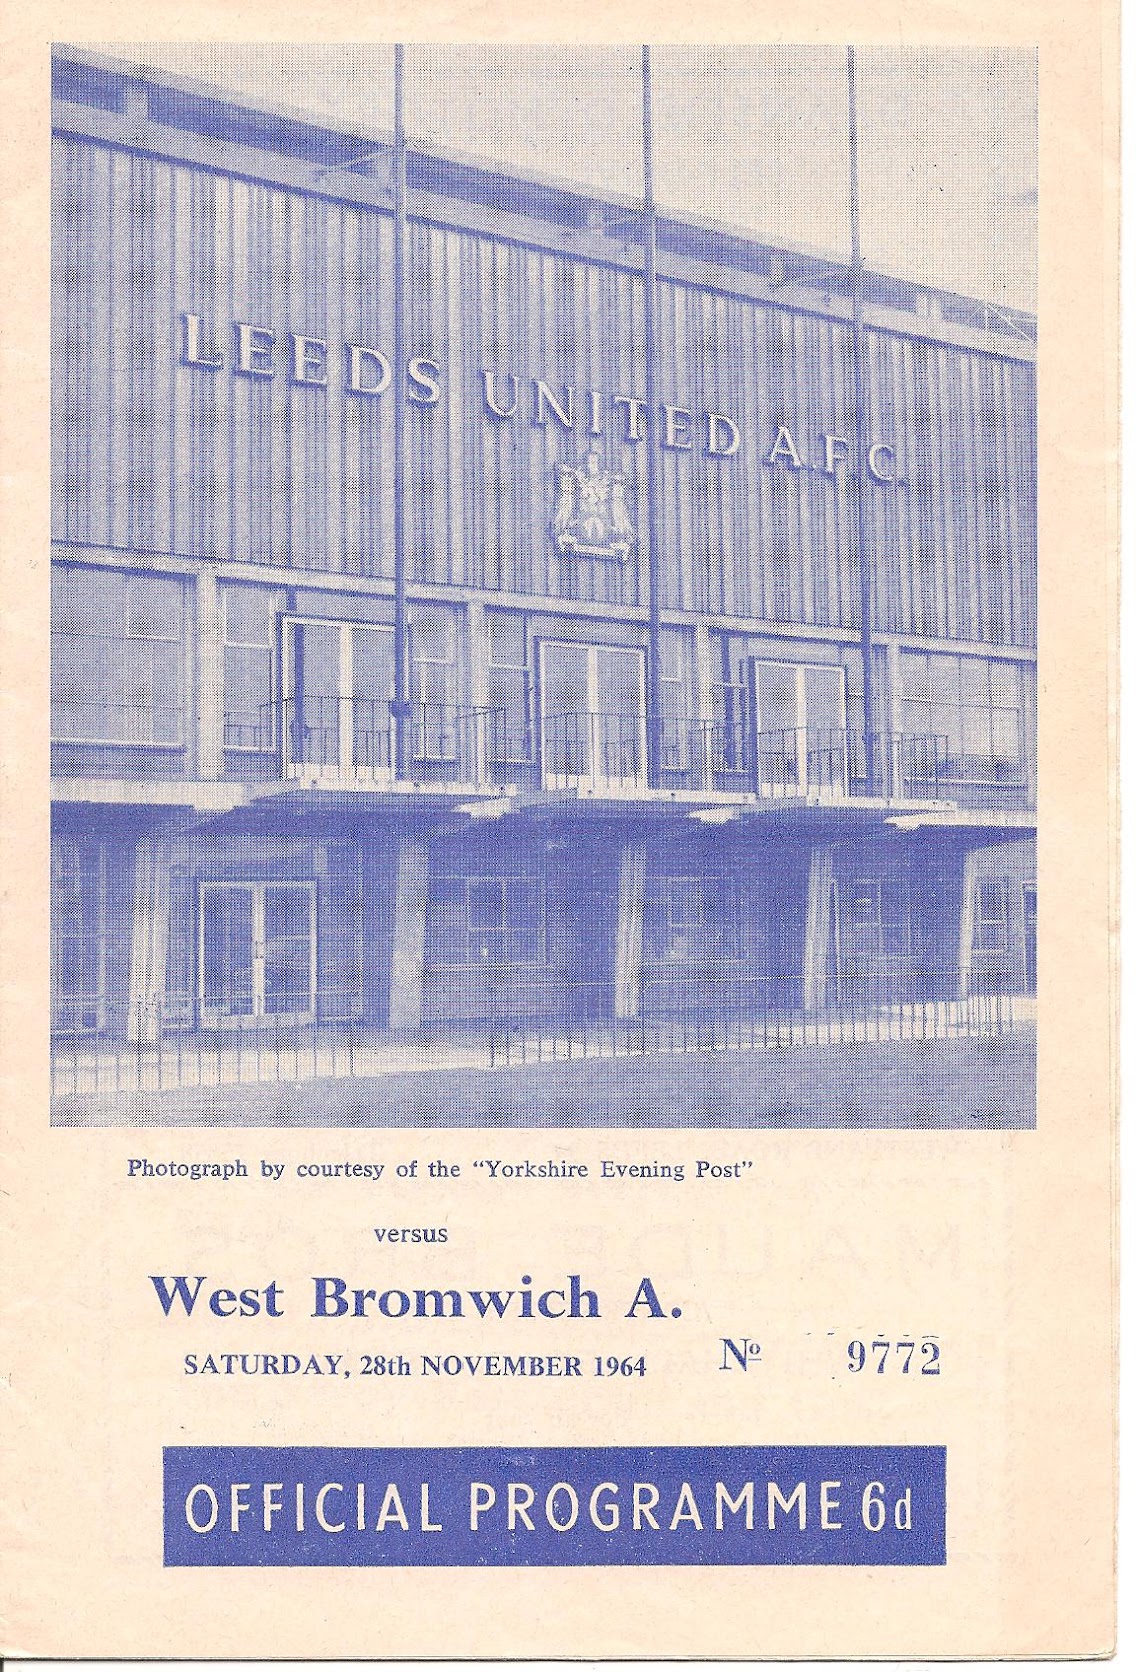 LEEDS UNITED A.F.C.
Photograph by courtesy of the "Yorkshire Evening Post"
versus
West Bromwich A.
SATURDAY, 28th NOVEMBER 1964
Nº 9772
OFFICIAL PROGRAMME 6d